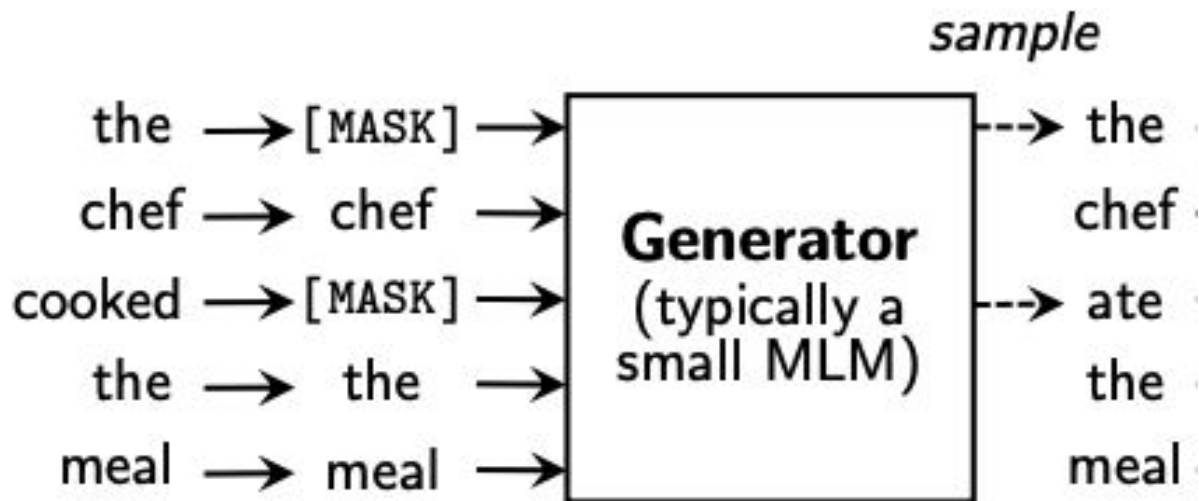 sample
the [MASK] the
chef chef chef
cooked [MASK] ate
the the the
meal meal meal
Generator
(typically a
small MLM)